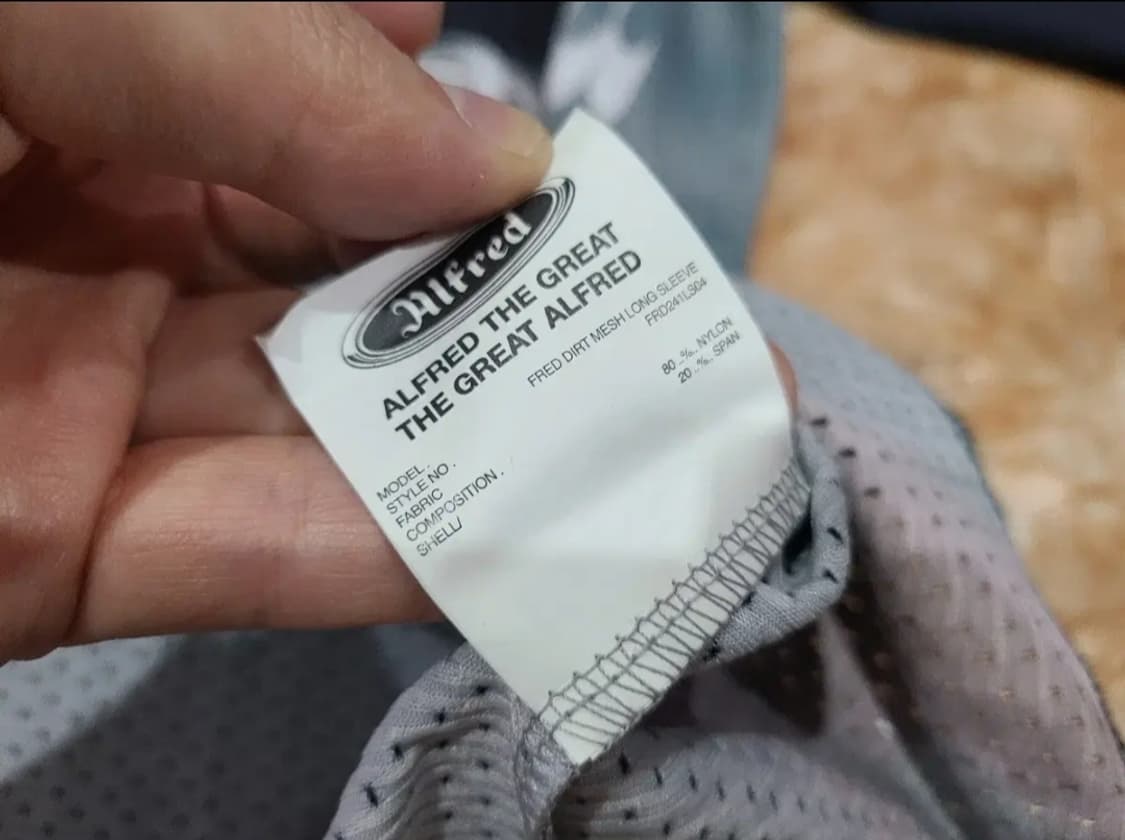 Alfred
ALFRED THE GREAT
THE GREAT ALFRED
MODEL . FRED DIRT MESH LONG SLEEVE
STYLE NO . FRD241LS04
FABRIC
COMPOSITION . 80 ..%.. NYLON
SHELL/ 20 ..%.. SPAN